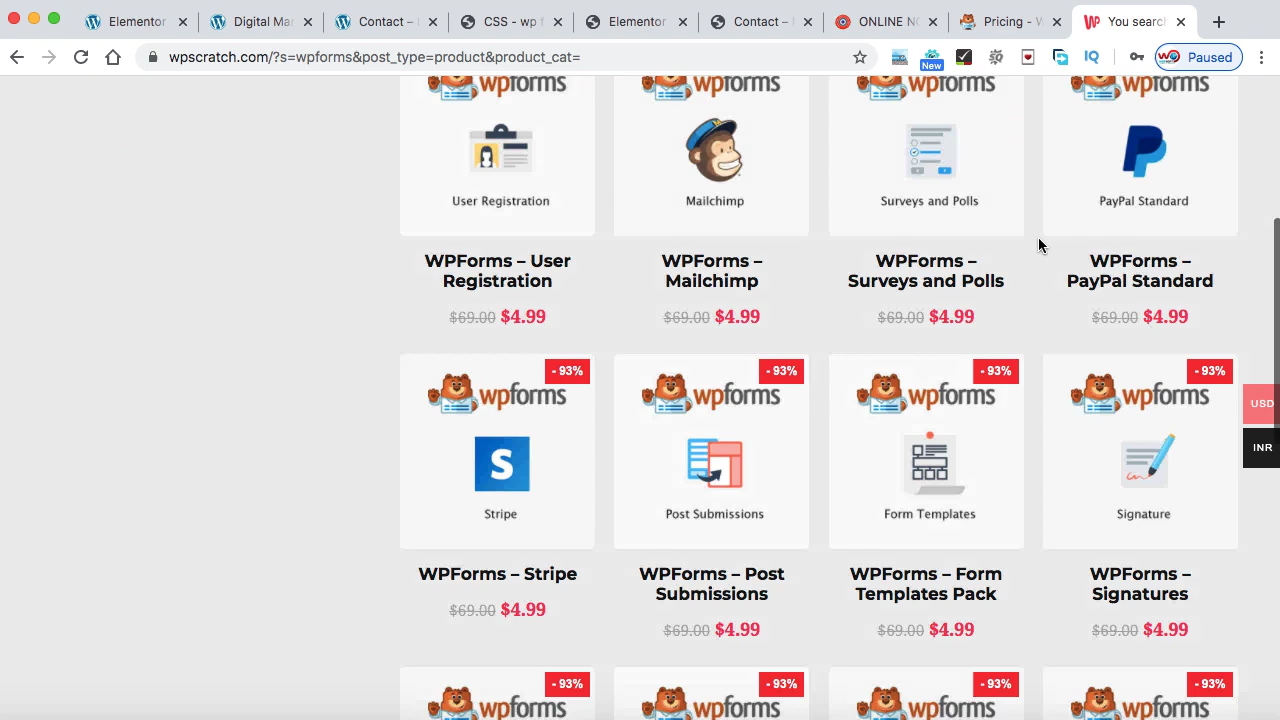 Elementor
Digital Ma
Contact –
CSS - wp f
Elementor
Contact –
ONLINE NO
Pricing - W
You searc
wpscratch.com/?s=wpforms&post_type=product&product_cat=
New
IQ
Paused
wpforms wpforms wpforms wpforms
User Registration
Mailchimp
Surveys and Polls
PayPal Standard
WPForms – User
Registration
WPForms –
Mailchimp
WPForms –
Surveys and Polls
WPForms –
PayPal Standard
$69.00 $4.99
$69.00 $4.99
$69.00 $4.99
$69.00 $4.99
- 93%
- 93%
- 93%
- 93%
wpforms
wpforms
wpforms
wpforms
USD
INR
S
Stripe
Post Submissions
Form Templates
Signature
WPForms – Stripe
WPForms – Post
Submissions
WPForms – Form
Templates Pack
WPForms –
Signatures
$69.00 $4.99
$69.00 $4.99
$69.00 $4.99
$69.00 $4.99
- 93%
- 93%
- 93%
- 93%
wpforms
wpforms
wpforms
wpforms